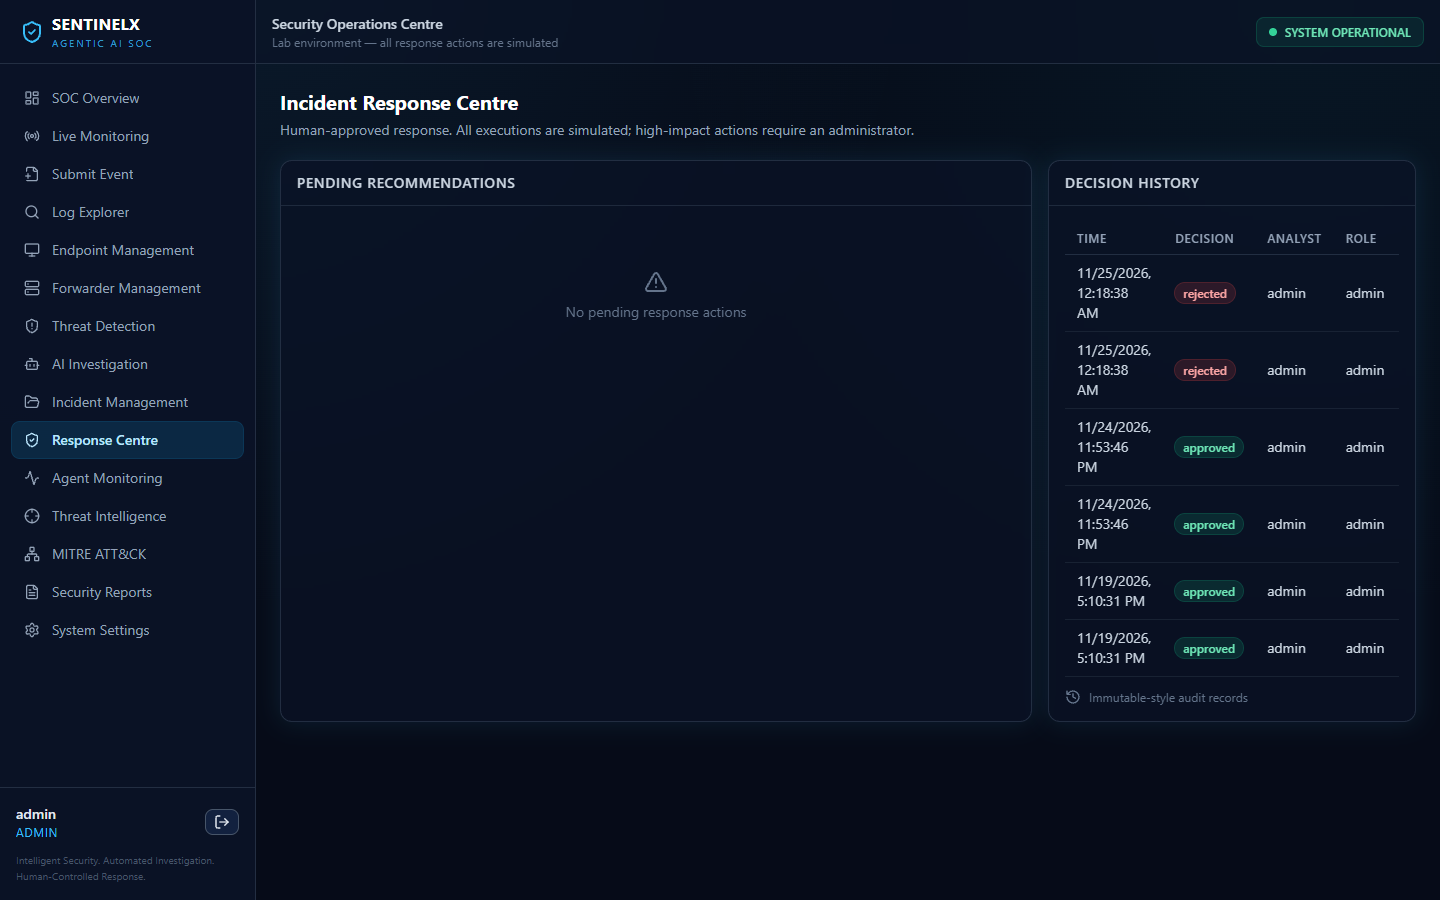 SENTINELX
AGENTIC AI SOC
Security Operations Centre
Lab environment — all response actions are simulated
SYSTEM OPERATIONAL
SOC Overview
Live Monitoring
Submit Event
Log Explorer
Endpoint Management
Forwarder Management
Threat Detection
AI Investigation
Incident Management
Response Centre
Agent Monitoring
Threat Intelligence
MITRE ATT&CK
Security Reports
System Settings
admin
ADMIN
Intelligent Security. Automated Investigation.
Human-Controlled Response.
Incident Response Centre
Human-approved response. All executions are simulated; high-impact actions require an administrator.
PENDING RECOMMENDATIONS
No pending response actions
DECISION HISTORY
TIME DECISION ANALYST ROLE
11/25/2026,
12:18:38 rejected admin admin
AM
11/25/2026,
12:18:38 rejected admin admin
AM
11/24/2026,
11:53:46 approved admin admin
PM
11/24/2026,
11:53:46 approved admin admin
PM
11/19/2026, approved admin admin
5:10:31 PM
11/19/2026, approved admin admin
5:10:31 PM
Immutable-style audit records